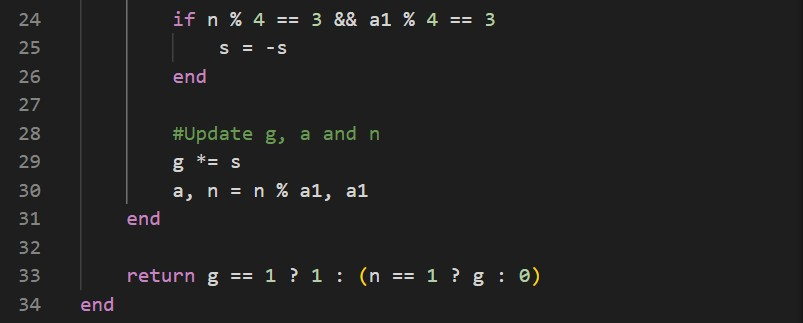 24 if n % 4 == 3 && a1 % 4 == 3
25 s = -s
26 end
27
28 #Update g, a and n
29 g *= s
30 a, n = n % a1, a1
31 end
32
33 return g == 1 ? 1 : (n == 1 ? g : 0)
34 end